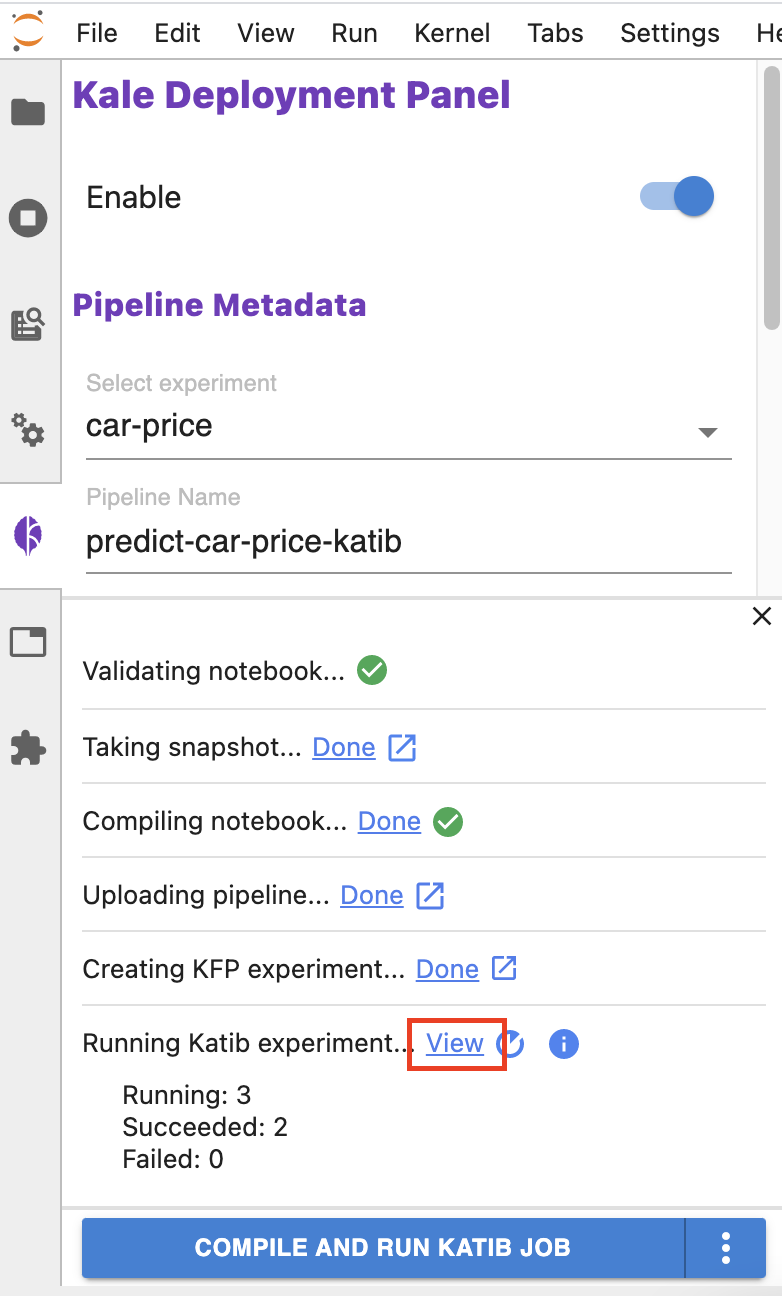 File Edit View Run Kernel Tabs Settings He
Kale Deployment Panel
Enable
Pipeline Metadata
Select experiment
car-price
Pipeline Name
predict-car-price-katib
Validating notebook...
Taking snapshot... Done
Compiling notebook... Done
Uploading pipeline... Done
Creating KFP experiment... Done
Running Katib experiment... View
Running: 3
Succeeded: 2
Failed: 0
COMPILE AND RUN KATIB JOB